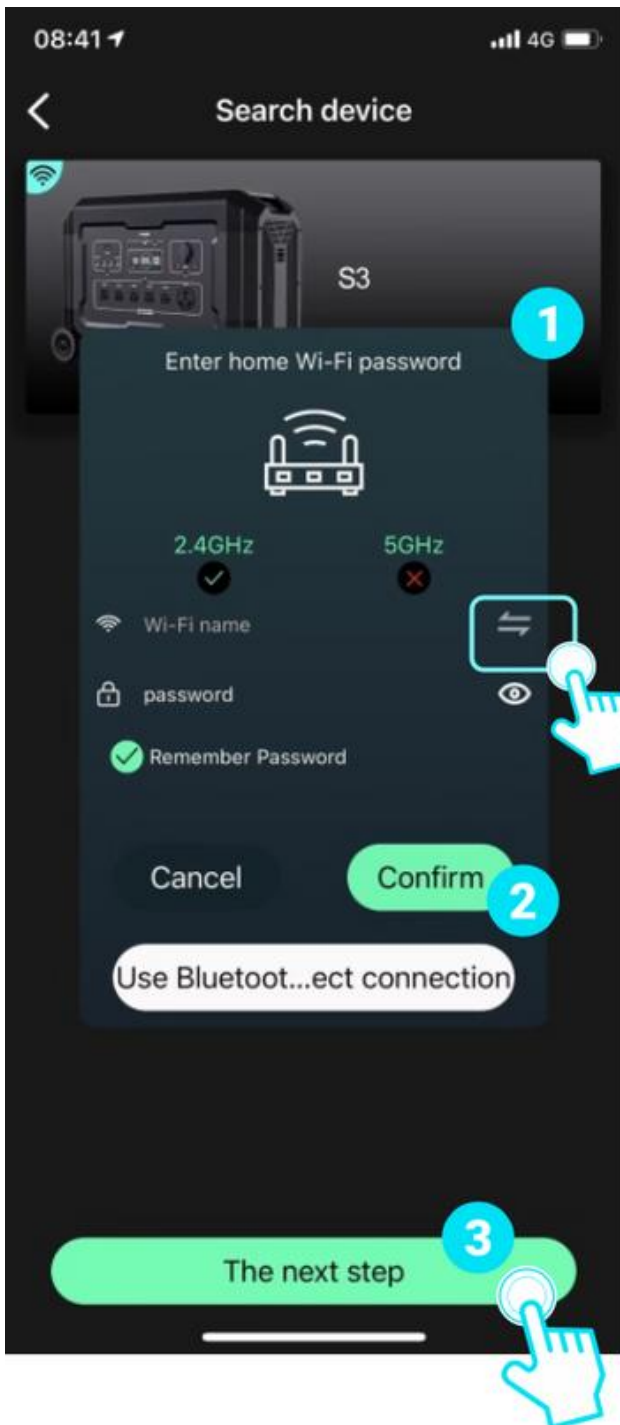 08:41 4G
Search device
S3
1
Enter home Wi-Fi password
2.4GHz 5GHz
Wi-Fi name
password
Remember Password
Cancel Confirm
2
Use Bluetoot...ect connection
3
The next step